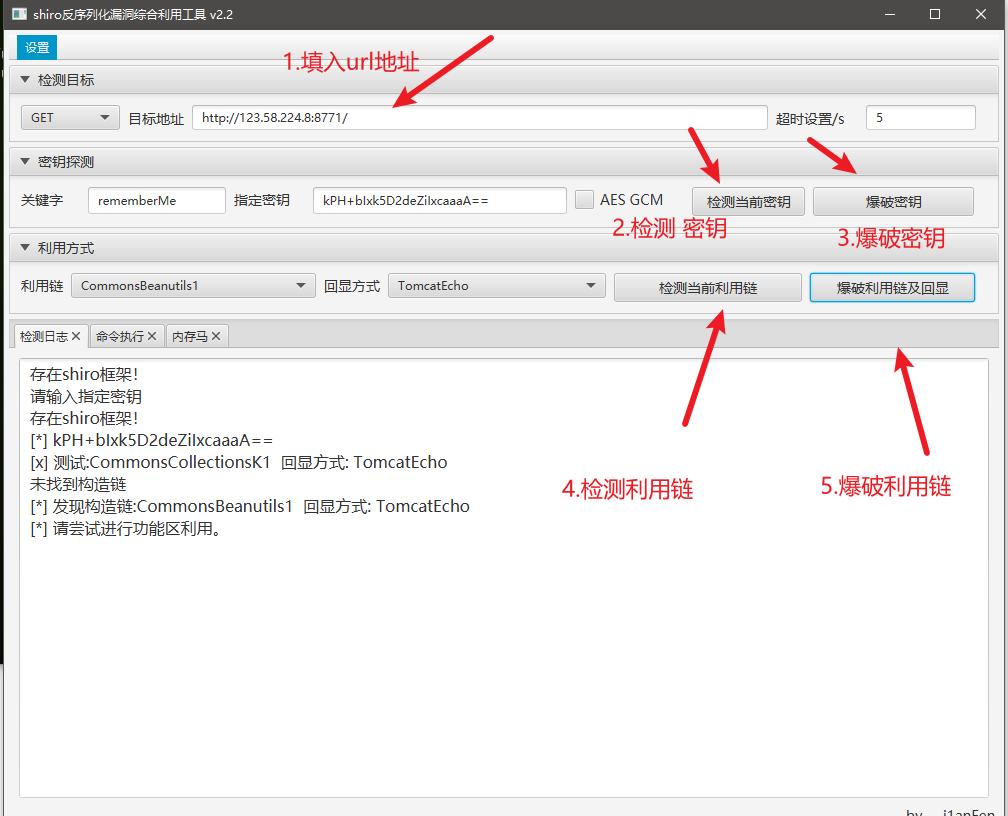 shiro反序列化漏洞综合利用工具 v2.2
设置
1.填入url地址
检测目标
GET 目标地址 http://123.58.224.8:8771/ 超时设置/s 5
密钥探测
关键字 rememberMe 指定密钥 kPH+bIxk5D2deZiIxcaaaA== AES GCM 检测当前密钥 爆破密钥
2.检测 密钥 3.爆破密钥
利用方式
利用链 CommonsBeanutils1 回显方式 TomcatEcho 检测当前利用链 爆破利用链及回显
检测日志 命令执行 内存马
存在shiro框架！
请输入指定密钥
存在shiro框架！
[*] kPH+bIxk5D2deZiIxcaaaA==
[x] 测试:CommonsCollectionsK1 回显方式: TomcatEcho
未找到构造链
[*] 发现构造链:CommonsBeanutils1 回显方式: TomcatEcho
[*] 请尝试进行功能区利用。
4.检测利用链 5.爆破利用链
by j1anFen